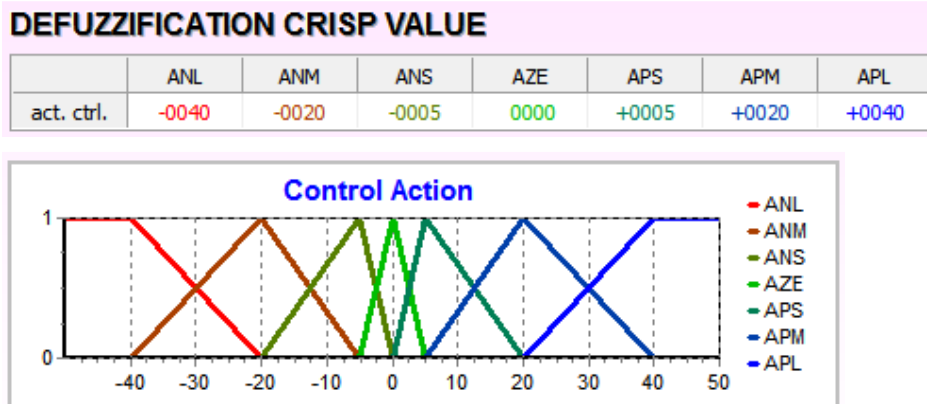 DEFUZZIFICATION CRISP VALUE
ANL ANM ANS AZE APS APM APL
act. ctrl. -0040 -0020 -0005 0000 +0005 +0020 +0040
Control Action
1
0
-40 -30 -20 -10 0 10 20 30 40 50
ANL
ANM
ANS
AZE
APS
APM
APL